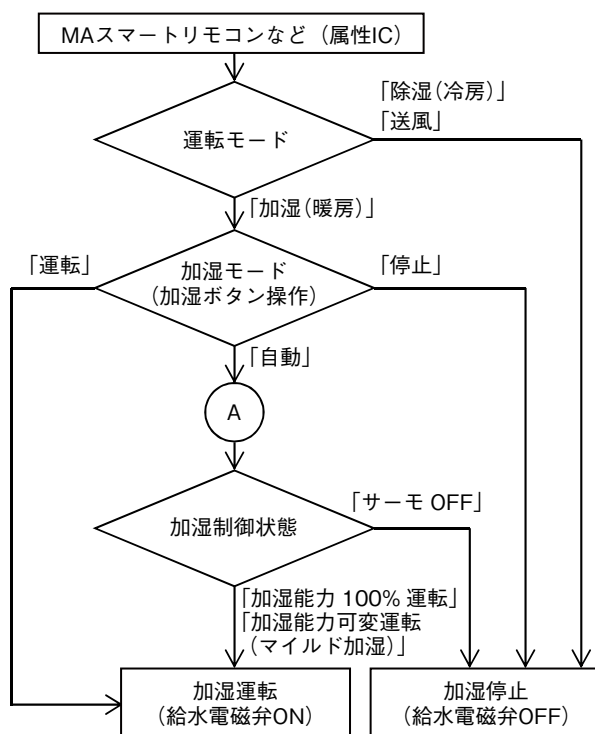 MAスマートリモコンなど（属性IC）
「除湿（冷房）」
「送風」
運転モード
「加湿（暖房）」
「運転」
加湿モード
（加湿ボタン操作）
「停止」
「自動」
A
「サーモ OFF」
加湿制御状態
「加湿能力 100% 運転」
「加湿能力可変運転
（マイルド加湿）」
加湿運転
（給水電磁弁ON）
加湿停止
（給水電磁弁OFF）